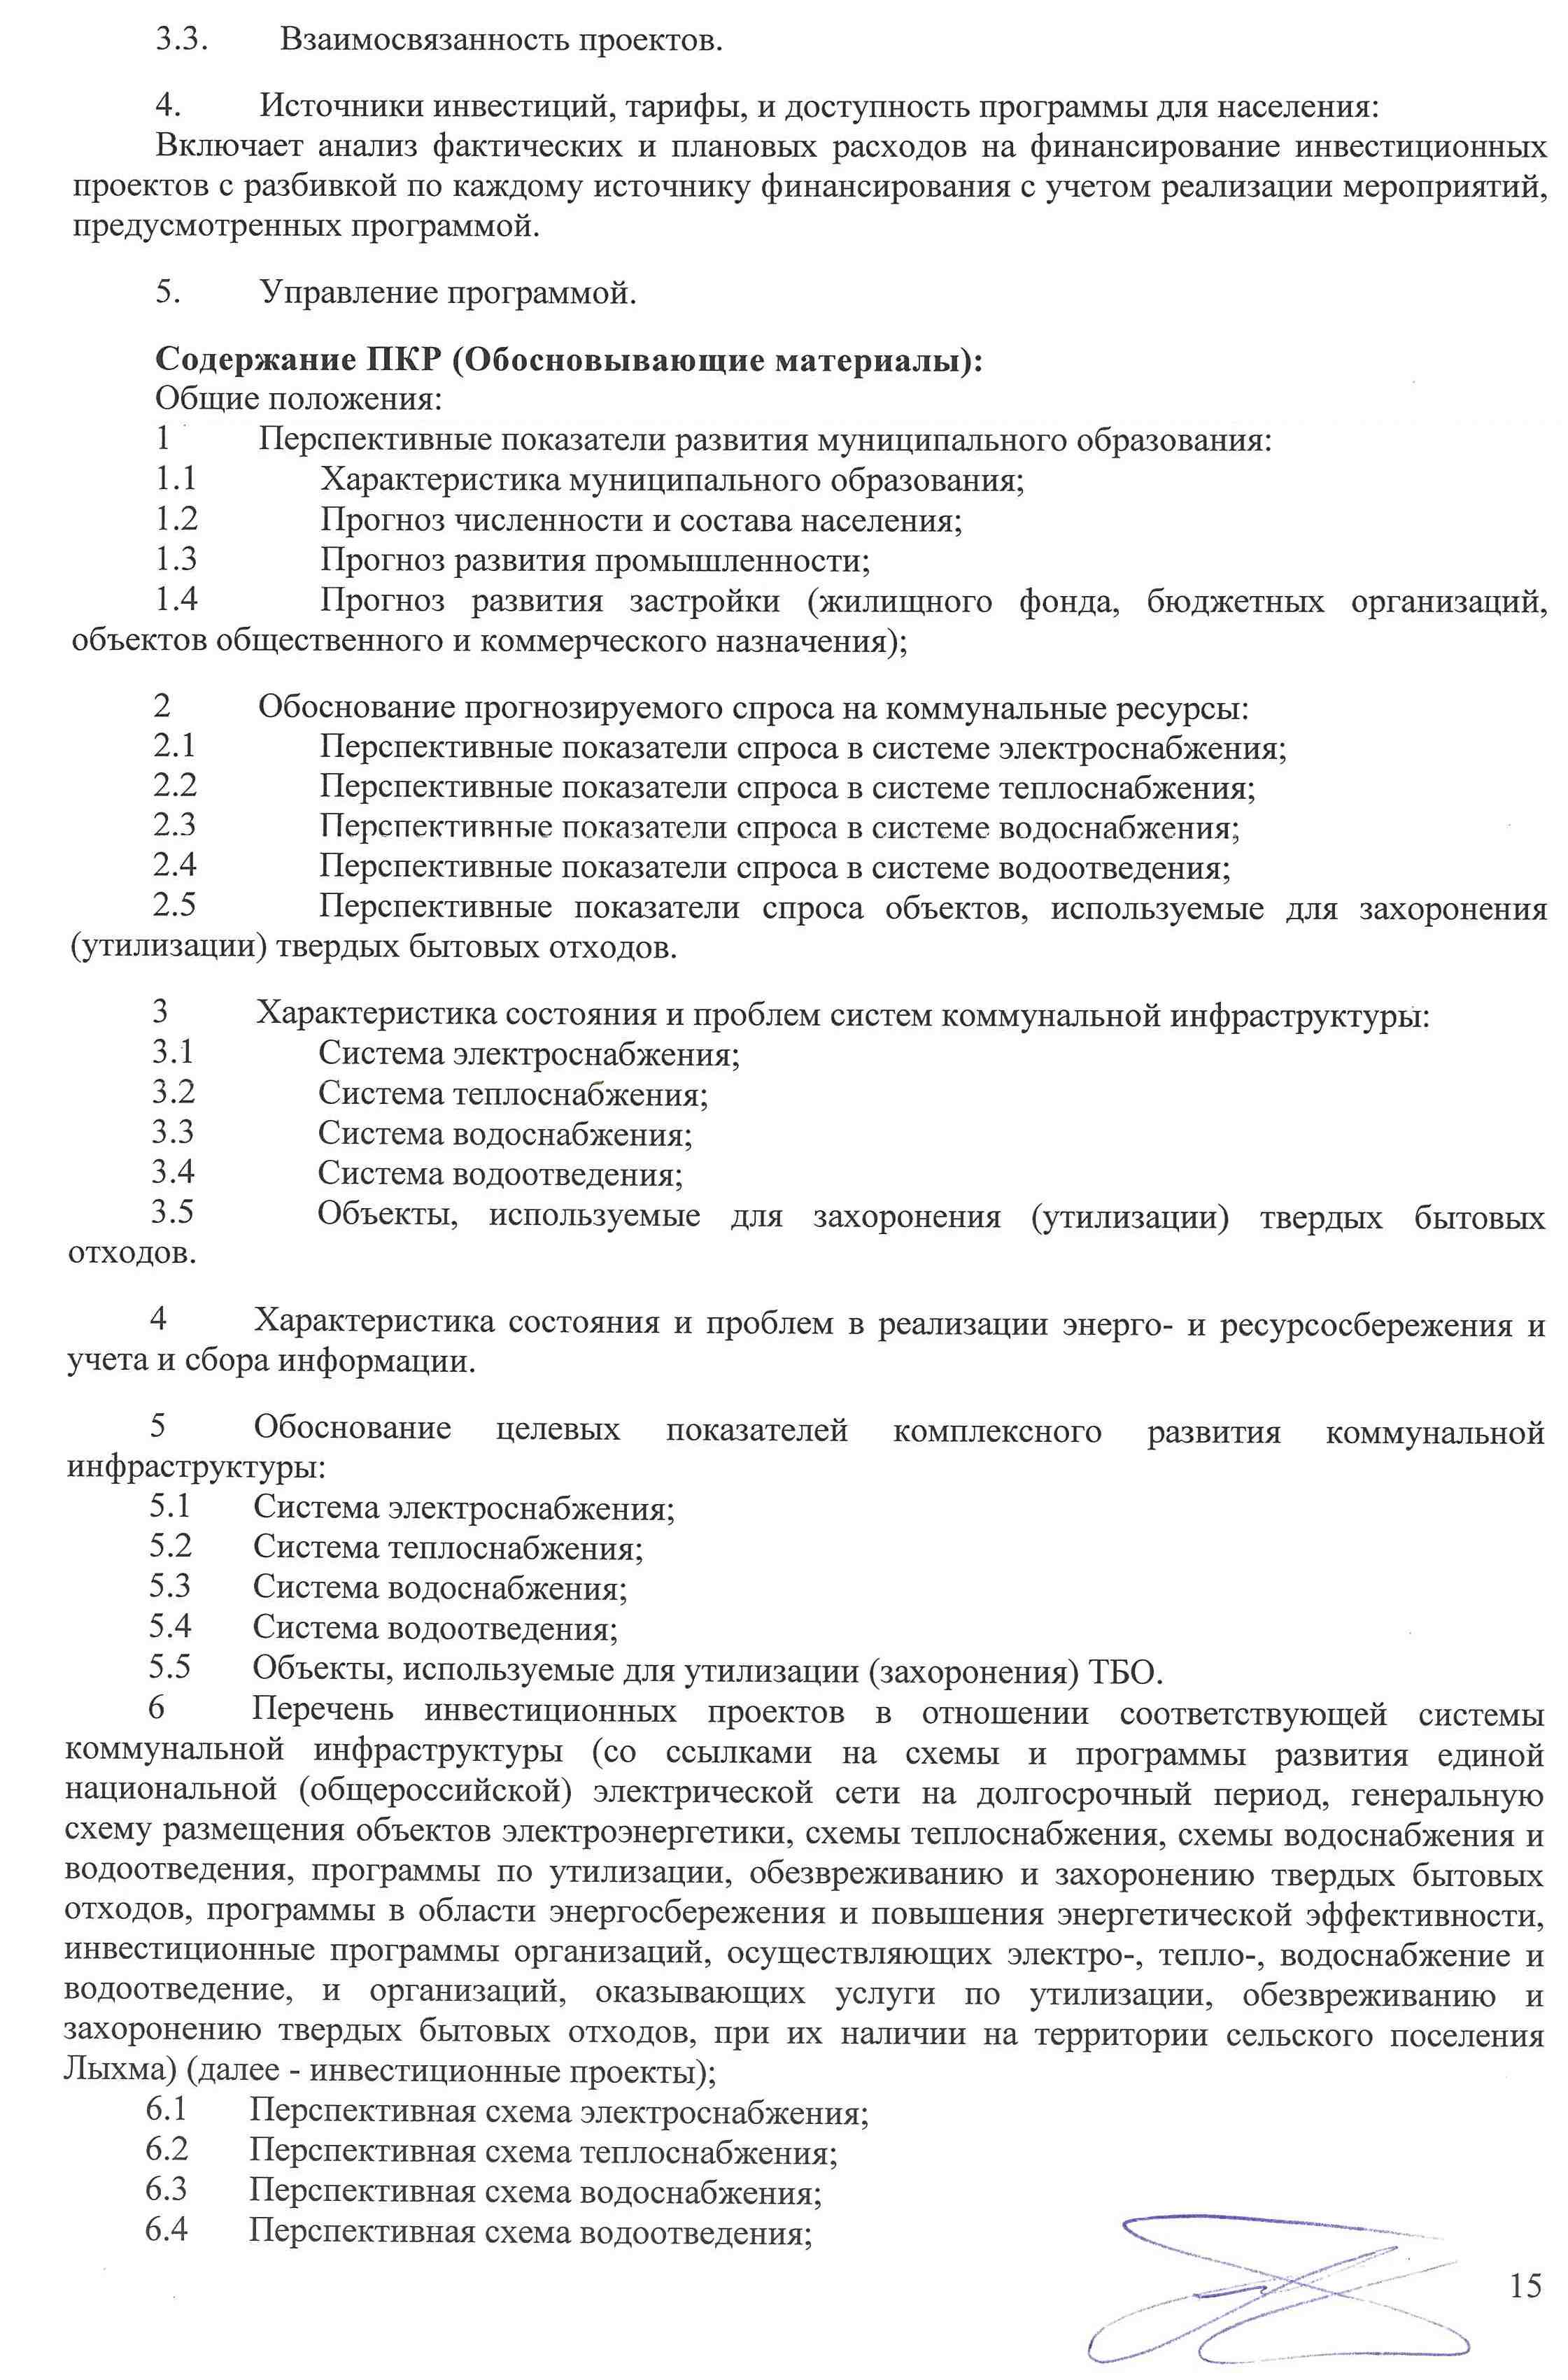 3.3. Взаимосвязанность проектов.
4. Источники инвестиций, тарифы, и доступность программы для населения:
Включает анализ фактических и плановых расходов на финансирование инвестиционных
проектов с разбивкой по каждому источнику финансирования с учетом реализации мероприятий,
предусмотренных программой.
5. Управление программой.
Содержание ПКР (Обосновывающие материалы):
Общие положения:
1 Перспективные показатели развития муниципального образования:
1.1 Характеристика муниципального образования;
1.2 Прогноз численности и состава населения;
1.3 Прогноз развития промышленности;
1.4 Прогноз развития застройки (жилищного фонда, бюджетных организаций,
объектов общественного и коммерческого назначения);
2 Обоснование прогнозируемого спроса на коммунальные ресурсы:
2.1 Перспективные показатели спроса в системе электроснабжения;
2.2 Перспективные показатели спроса в системе теплоснабжения;
2.3 Перспективные показатели спроса в системе водоснабжения;
2.4 Перспективные показатели спроса в системе водоотведения;
2.5 Перспективные показатели спроса объектов, используемые для захоронения
(утилизации) твердых бытовых отходов.
3 Характеристика состояния и проблем систем коммунальной инфраструктуры:
3.1 Система электроснабжения;
3.2 Система теплоснабжения;
3.3 Система водоснабжения;
3.4 Система водоотведения;
3.5 Объекты, используемые для захоронения (утилизации) твердых бытовых
отходов.
4 Характеристика состояния и проблем в реализации энерго- и ресурсосбережения и
учета и сбора информации.
5 Обоснование целевых показателей комплексного развития коммунальной
инфраструктуры:
5.1 Система электроснабжения;
5.2 Система теплоснабжения;
5.3 Система водоснабжения;
5.4 Система водоотведения;
5.5 Объекты, используемые для утилизации (захоронения) ТБО.
6 Перечень инвестиционных проектов в отношении соответствующей системы
коммунальной инфраструктуры (со ссылками на схемы и программы развития единой
национальной (общероссийской) электрической сети на долгосрочный период, генеральную
схему размещения объектов электроэнергетики, схемы теплоснабжения, схемы водоснабжения и
водоотведения, программы по утилизации, обезвреживанию и захоронению твердых бытовых
отходов, программы в области энергосбережения и повышения энергетической эффективности,
инвестиционные программы организаций, осуществляющих электро-, тепло-, водоснабжение и
водоотведение, и организаций, оказывающих услуги по утилизации, обезвреживанию и
захоронению твердых бытовых отходов, при их наличии на территории сельского поселения
Лыхма) (далее - инвестиционные проекты);
6.1 Перспективная схема электроснабжения;
6.2 Перспективная схема теплоснабжения;
6.3 Перспективная схема водоснабжения;
6.4 Перспективная схема водоотведения;
15